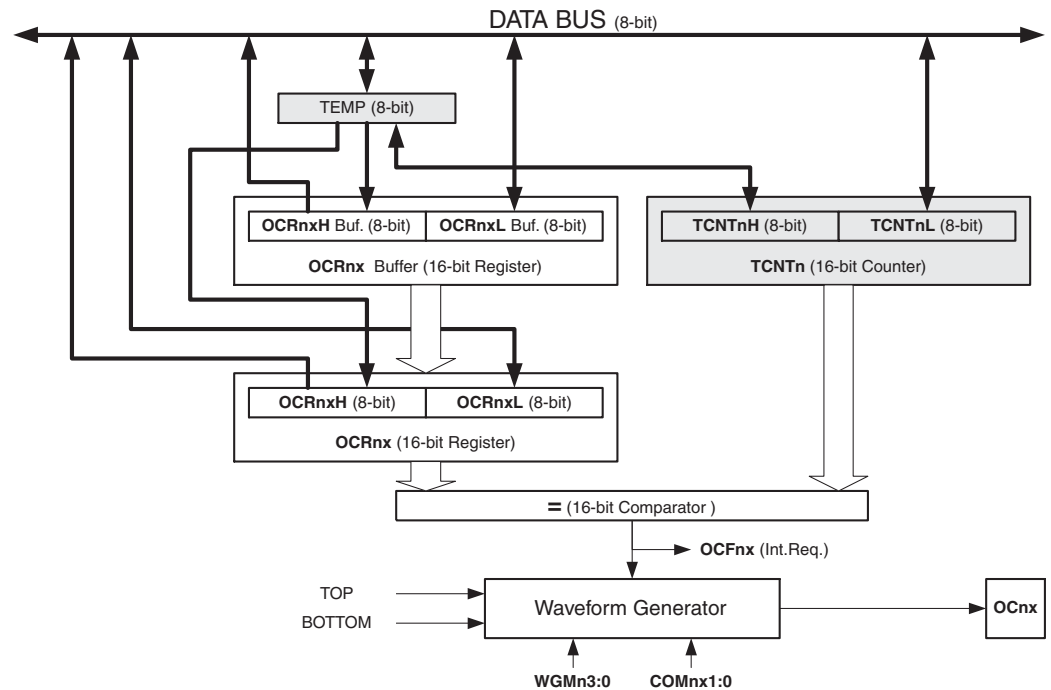 DATA BUS (8-bit)
TEMP (8-bit)
OCRnxH Buf. (8-bit) OCRnxL Buf. (8-bit)
OCRnx Buffer (16-bit Register)
TCNTnH (8-bit) TCNTnL (8-bit)
TCNTn (16-bit Counter)
OCRnxH (8-bit) OCRnxL (8-bit)
OCRnx (16-bit Register)
= (16-bit Comparator )
OCFnx (Int.Req.)
TOP
BOTTOM
Waveform Generator
OCnx
WGMn3:0 COMnx1:0